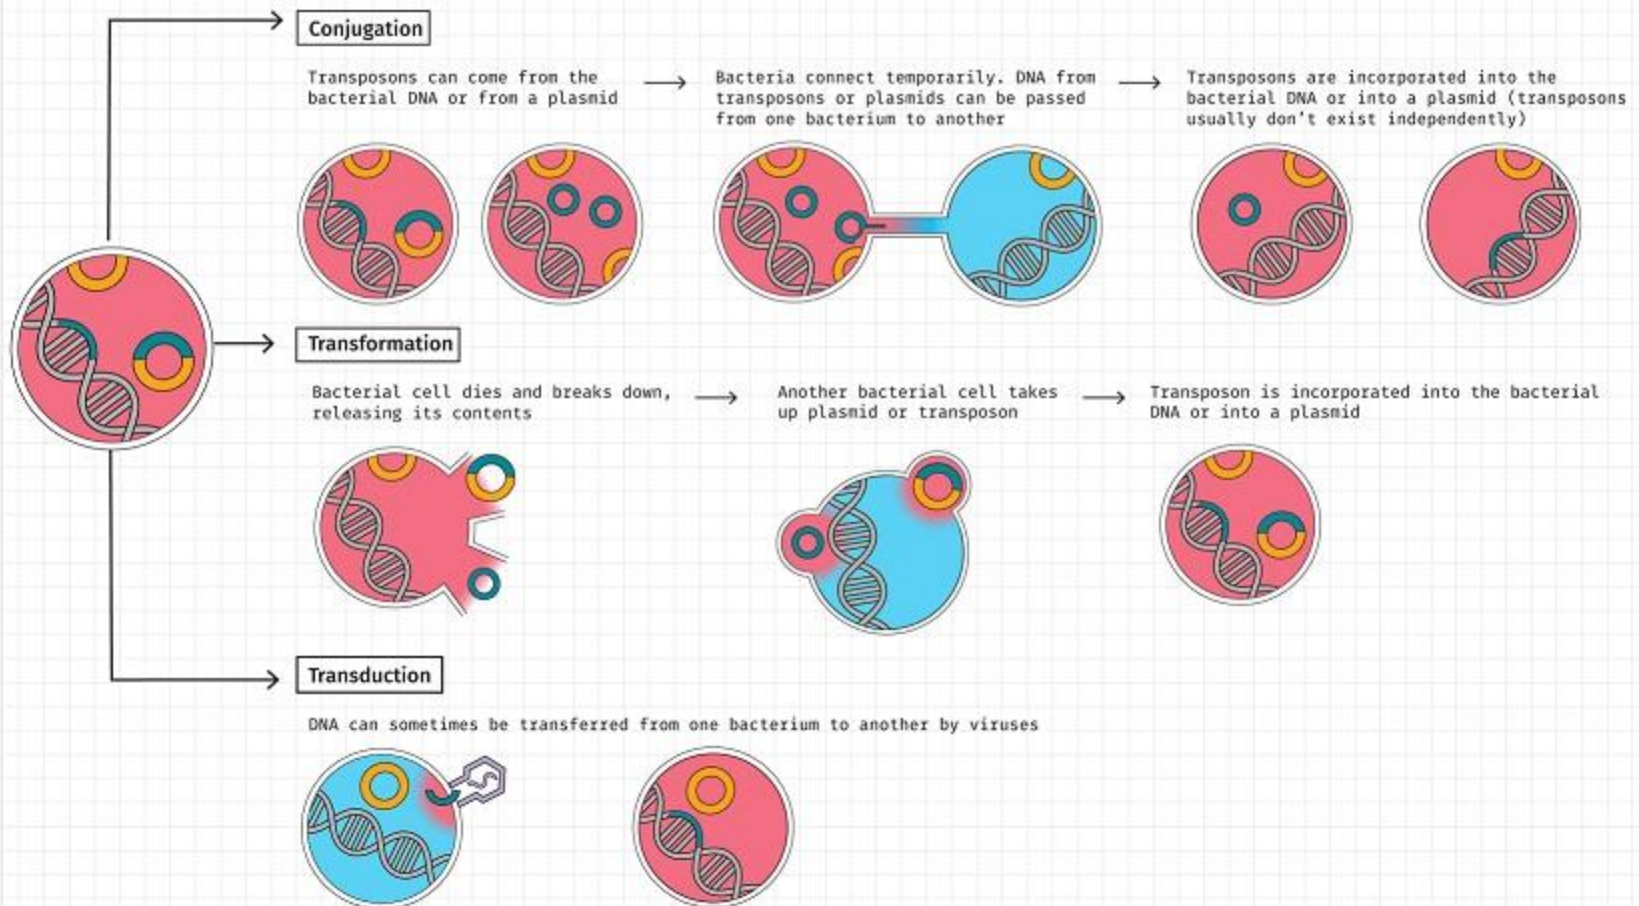 Conjugation
Transposons can come from the
bacterial DNA or from a plasmid
Bacteria connect temporarily. DNA from
transposons or plasmids can be passed
from one bacterium to another
Transposons are incorporated into the
bacterial DNA or into a plasmid (transposons
usually don't exist independently)
Transformation
Bacterial cell dies and breaks down,
releasing its contents
Another bacterial cell takes
up plasmid or transposon
Transposon is incorporated into the bacterial
DNA or into a plasmid
Transduction
DNA can sometimes be transferred from one bacterium to another by viruses